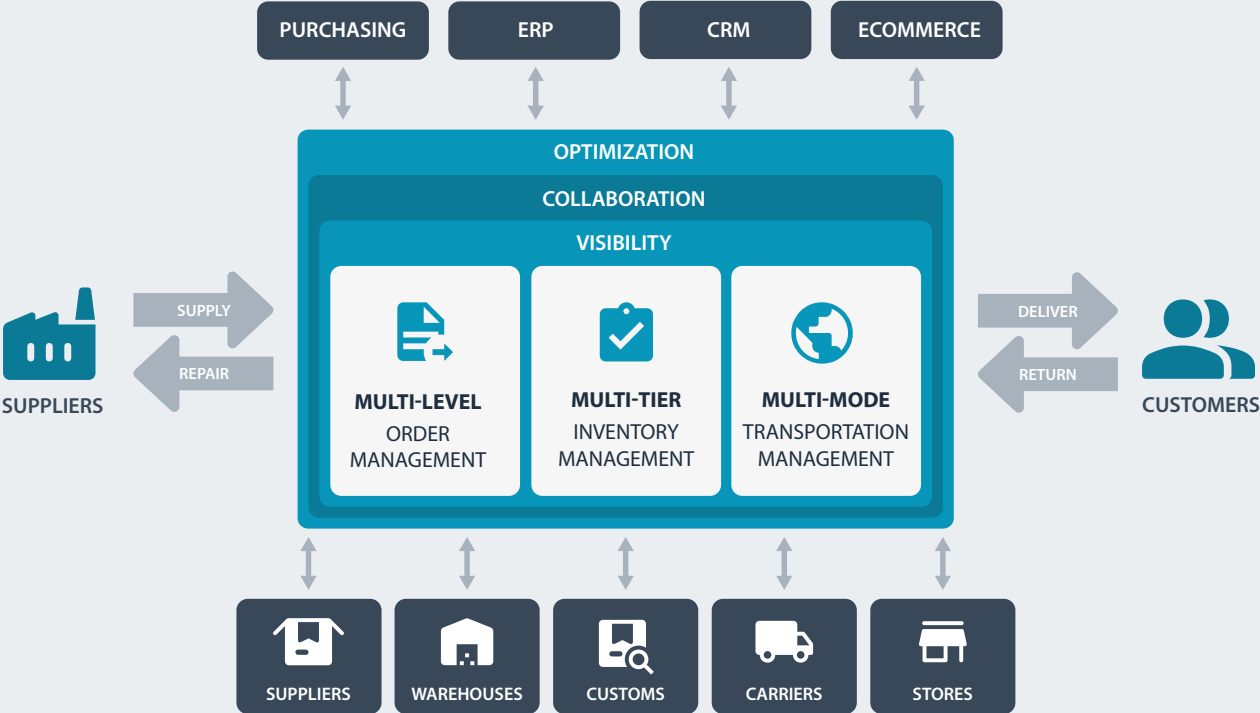 PURCHASING
ERP
CRM
ECOMMERCE
OPTIMIZATION
COLLABORATION
VISIBILITY
SUPPLY
REPAIR
SUPPLIERS
MULTI-LEVEL
ORDER
MANAGEMENT
MULTI-TIER
INVENTORY
MANAGEMENT
MULTI-MODE
TRANSPORTATION
MANAGEMENT
DELIVER
RETURN
CUSTOMERS
SUPPLIERS
WAREHOUSES
CUSTOMS
CARRIERS
STORES